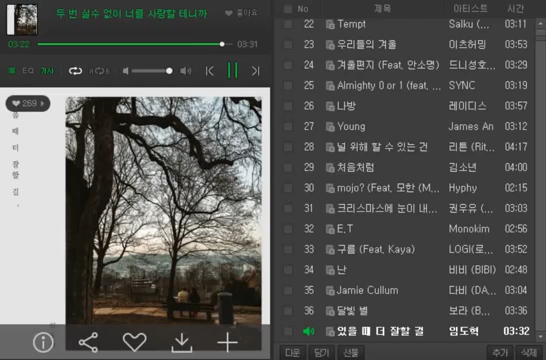 두 번 살수 없이 너를 사랑할 테니까
♥ 좋아요
03:22 03:31
EQ 가사
♥ 269
때 더 잘할 걸 .
No 제목 아티스트 시간
22 Tempt Salku (... 03:11
23 우리들의 겨울 이츠허밍 03:53
24 겨울편지 (Feat, 안소명) 드니성호... 03:29
25 Almighty 0 or 1 (feat, ... SYNC 03:19
26 나방 레이디스 03:57
27 Young James An 03:12
28 널 위해 할 수 있는 건 리튼 (Rit... 04:17
29 처음처럼 김소년 04:00
30 mojo? (Feat, 모한 (M... Hyphy 02:15
31 크리스마스에 눈이 내... 권우유 (... 03:03
32 E.T Monokim 02:56
33 구름 (Feat, Kaya) LOGI(로... 03:52
34 난 비비 (BIBI) 02:48
35 Jamie Cullum 다비 (DA... 03:04
36 달빛 별 보라 (B... 03:36
있을 때 더 잘할 걸 임도혁 03:32
다운 담기 선물 추가 삭제